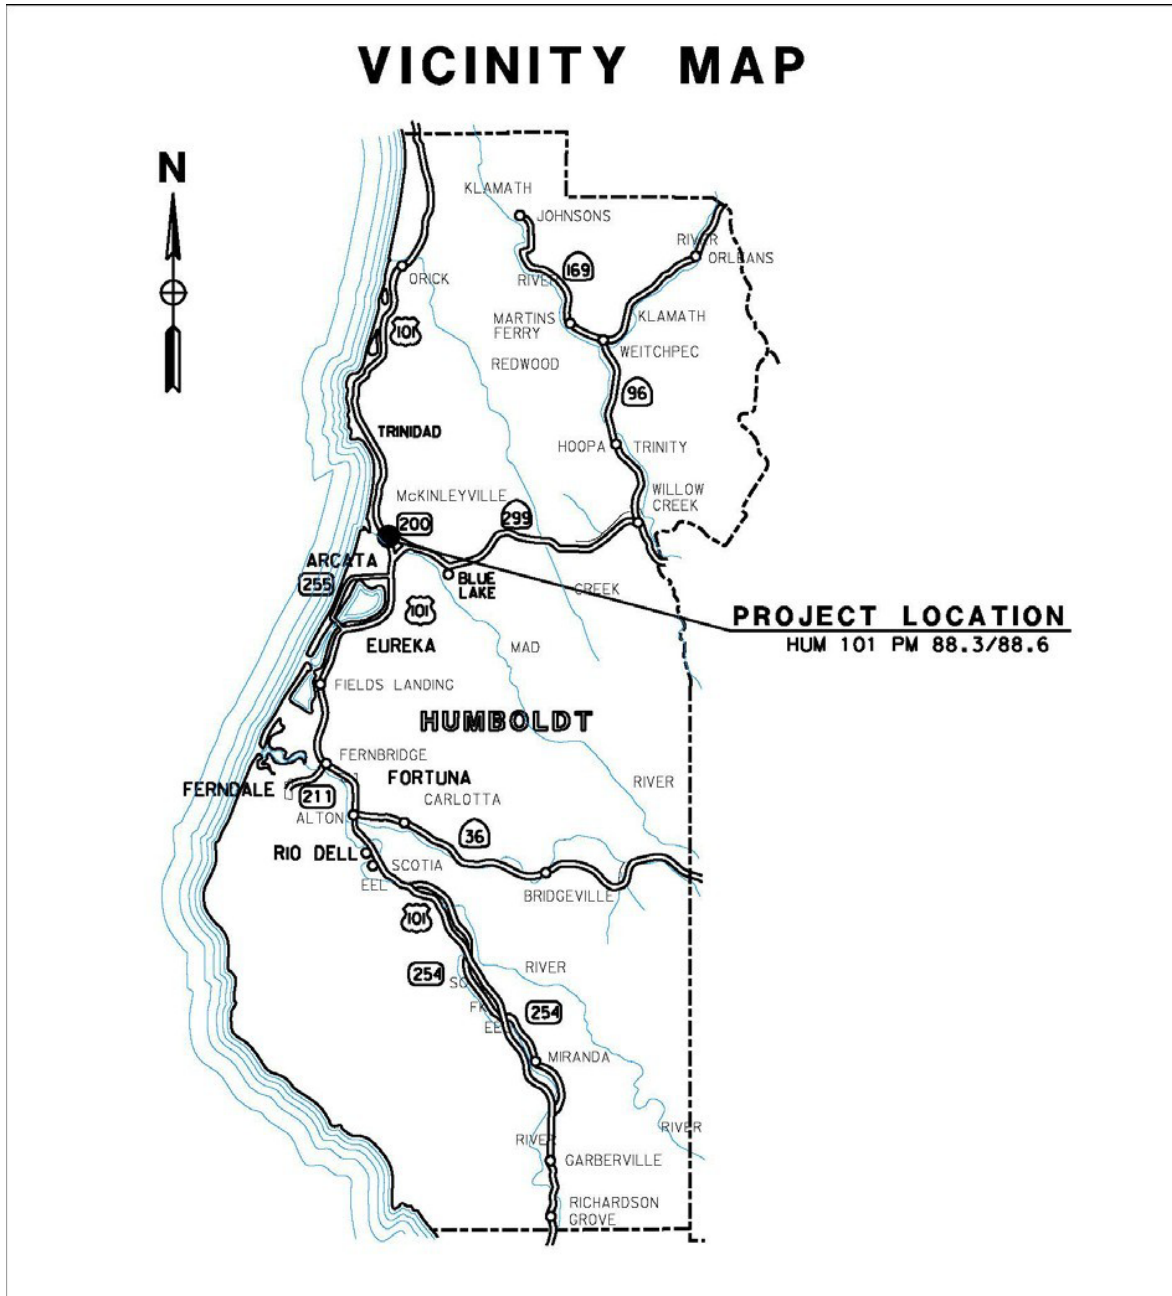 VICINITY MAP
N
KLAMATH
JOHNSONS
RIVER
ORLEANS
169
ORICK
RIVER
MARTINS
FERRY
KLAMATH
101
WEITCHPEC
REDWOOD
96
TRINIDAD
HOOPA
TRINITY
McKINLEYVILLE
WILLOW
CREEK
200
299
ARCATA
255
BLUE
LAKE
CREEK
101
PROJECT LOCATION
HUM 101 PM 88.3/88.6
EUREKA
MAD
FIELDS LANDING
HUMBOLDT
FERNBRIDGE
FORTUNA
RIVER
FERNDALE
211
CARLOTTA
ALTON
36
RIO DELL
SCOTIA
EEL
BRIDGEVILLE
101
RIVER
254
SO
FK
254
EEL
MIRANDA
RIVER
RIVER
GARBERVILLE
RICHARDSON
GROVE